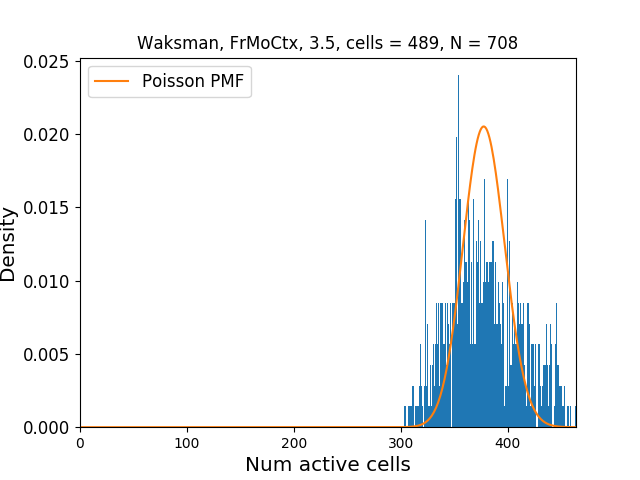 Waksman, FrMoCtx, 3.5, cells = 489, N = 708
Poisson PMF
Density
0.025
0.020
0.015
0.010
0.005
0.000
0 100 200 300 400
Num active cells